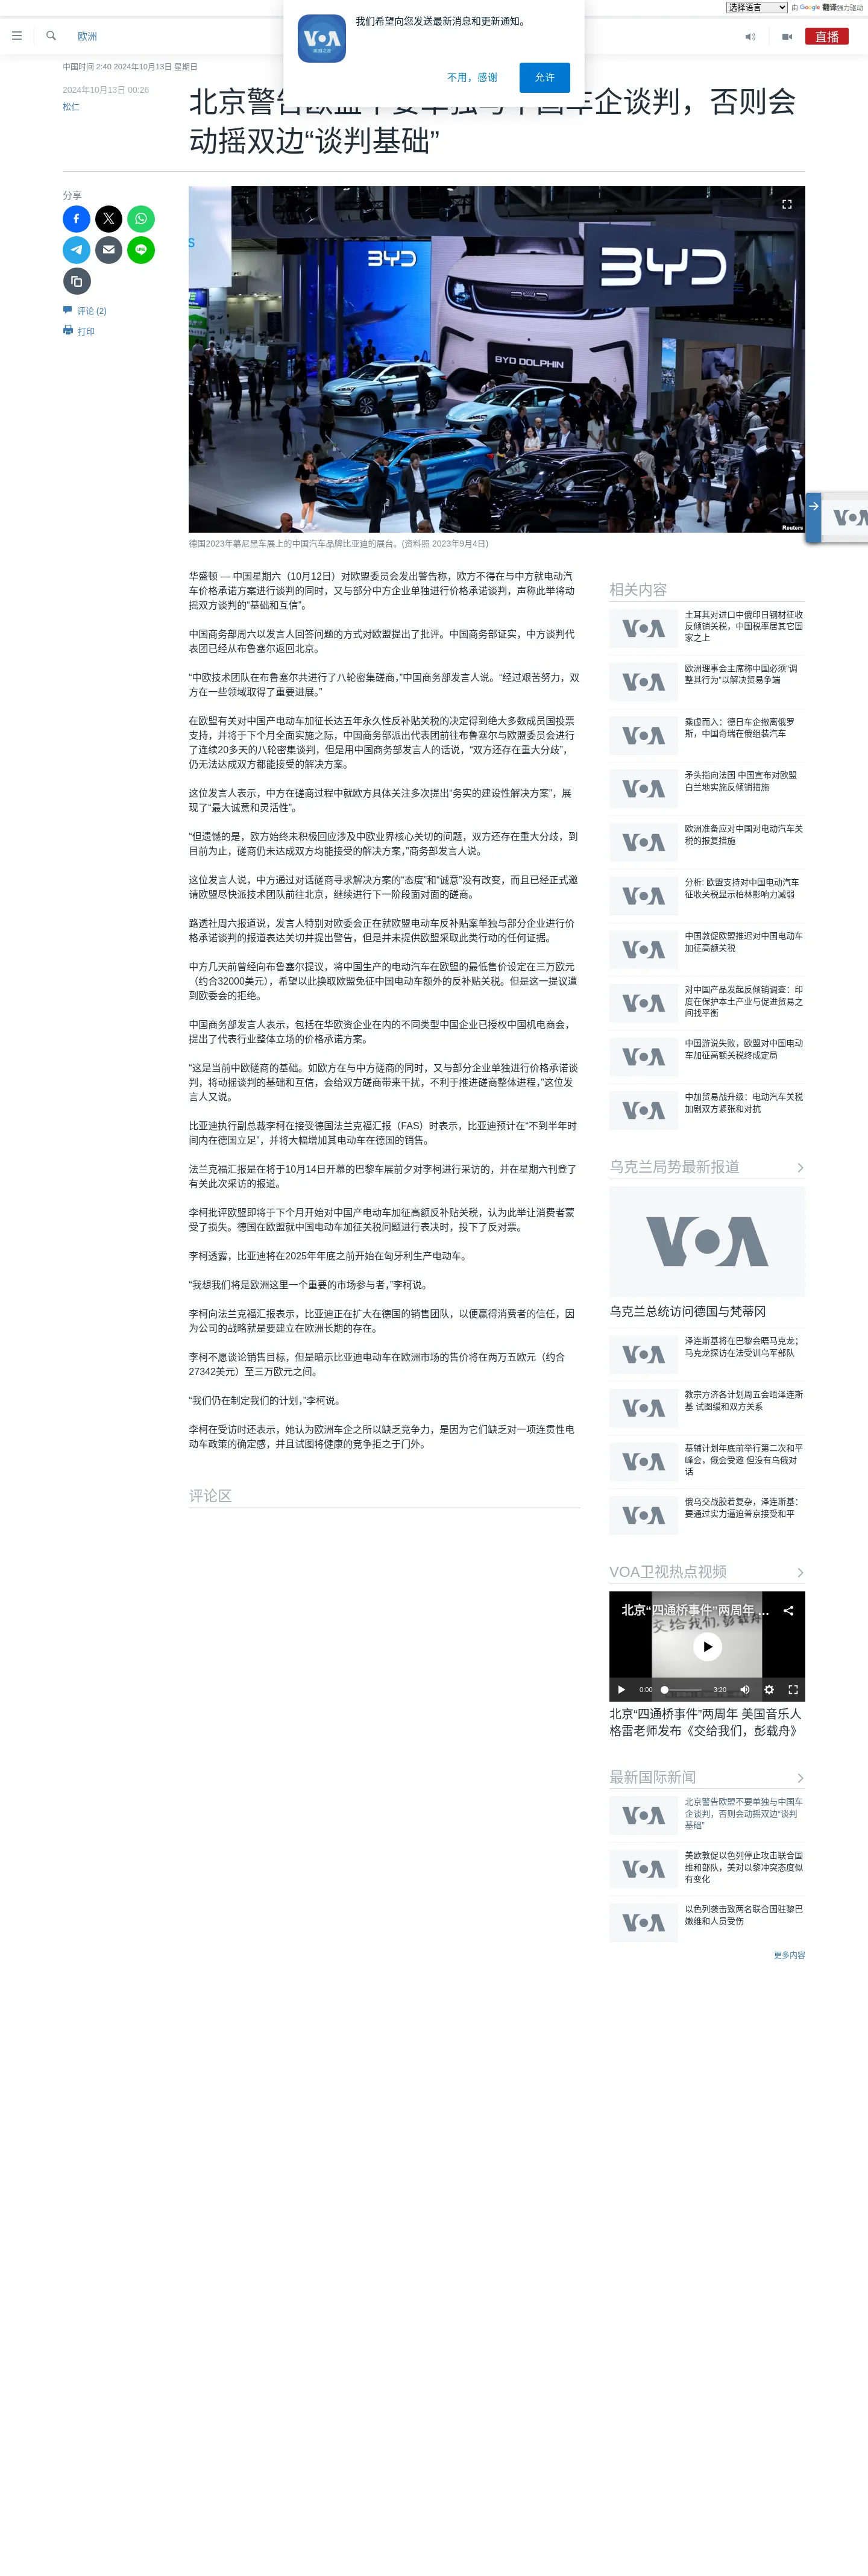 选择语言 由 Google 翻译强力驱动
我们希望向您发送最新消息和更新通知。
VOA
美国之音
不用，感谢
允许
欧洲
直播
中国时间 2:40 2024年10月13日 星期日
2024年10月13日 00:26
松仁
北京警告欧盟不要单独与中国车企谈判，否则会
动摇双边“谈判基础”
分享
评论 (2)
打印
BYD
BYD
BYD DOLPHIN
Reuters
德国2023年慕尼黑车展上的中国汽车品牌比亚迪的展台。(资料照 2023年9月4日)
华盛顿 — 中国星期六（10月12日）对欧盟委员会发出警告称，欧方不得在与中方就电动汽
车价格承诺方案进行谈判的同时，又与部分中方企业单独进行价格承诺谈判，声称此举将动
摇双方谈判的“基础和互信”。
中国商务部周六以发言人回答问题的方式对欧盟提出了批评。中国商务部证实，中方谈判代
表团已经从布鲁塞尔返回北京。
“中欧技术团队在布鲁塞尔共进行了八轮密集磋商，”中国商务部发言人说。“经过艰苦努力，双
方在一些领域取得了重要进展。”
在欧盟有关对中国产电动车加征长达五年永久性反补贴关税的决定得到绝大多数成员国投票
支持，并将于下个月全面实施之际，中国商务部派出代表团前往布鲁塞尔与欧盟委员会进行
了连续20多天的八轮密集谈判，但是用中国商务部发言人的话说，“双方还存在重大分歧”，
仍无法达成双方都能接受的解决方案。
这位发言人表示，中方在磋商过程中就欧方具体关注多次提出“务实的建设性解决方案”，展
现了“最大诚意和灵活性”。
“但遗憾的是，欧方始终未积极回应涉及中欧业界核心关切的问题，双方还存在重大分歧，到
目前为止，磋商仍未达成双方均能接受的解决方案，”商务部发言人说。
这位发言人说，中方通过对话磋商寻求解决方案的“态度”和“诚意”没有改变，而且已经正式邀
请欧盟尽快派技术团队前往北京，继续进行下一阶段面对面的磋商。
路透社周六报道说，发言人特别对欧委会正在就欧盟电动车反补贴案单独与部分企业进行价
格承诺谈判的报道表达关切并提出警告，但是并未提供欧盟采取此类行动的任何证据。
中方几天前曾经向布鲁塞尔提议，将中国生产的电动汽车在欧盟的最低售价设定在三万欧元
（约合32000美元），希望以此换取欧盟免征中国电动车额外的反补贴关税。但是这一提议遭
到欧委会的拒绝。
中国商务部发言人表示，包括在华欧资企业在内的不同类型中国企业已授权中国机电商会，
提出了代表行业整体立场的价格承诺方案。
“这是当前中欧磋商的基础。如欧方在与中方磋商的同时，又与部分企业单独进行价格承诺谈
判，将动摇谈判的基础和互信，会给双方磋商带来干扰，不利于推进磋商整体进程，”这位发
言人又说。
比亚迪执行副总裁李柯在接受德国法兰克福汇报（FAS）时表示，比亚迪预计在“不到半年时
间内在德国立足”，并将大幅增加其电动车在德国的销售。
法兰克福汇报是在将于10月14日开幕的巴黎车展前夕对李柯进行采访的，并在星期六刊登了
有关此次采访的报道。
李柯批评欧盟即将于下个月开始对中国产电动车加征高额反补贴关税，认为此举让消费者蒙
受了损失。德国在欧盟就中国电动车加征关税问题进行表决时，投下了反对票。
李柯透露，比亚迪将在2025年年底之前开始在匈牙利生产电动车。
“我想我们将是欧洲这里一个重要的市场参与者，”李柯说。
李柯向法兰克福汇报表示，比亚迪正在扩大在德国的销售团队，以便赢得消费者的信任，因
为公司的战略就是要建立在欧洲长期的存在。
李柯不愿谈论销售目标，但是暗示比亚迪电动车在欧洲市场的售价将在两万五欧元（约合
27342美元）至三万欧元之间。
“我们仍在制定我们的计划，”李柯说。
李柯在受访时还表示，她认为欧洲车企之所以缺乏竞争力，是因为它们缺乏对一项连贯性电
动车政策的确定感，并且试图将健康的竞争拒之于门外。
评论区
相关内容
土耳其对进口中俄印日钢材征收
反倾销关税，中国税率居其它国
家之上
欧洲理事会主席称中国必须“调
整其行为”以解决贸易争端
乘虚而入：德日车企撤离俄罗
斯，中国奇瑞在俄组装汽车
矛头指向法国 中国宣布对欧盟
白兰地实施反倾销措施
欧洲准备应对中国对电动汽车关
税的报复措施
分析: 欧盟支持对中国电动汽车
征收关税显示柏林影响力减弱
中国敦促欧盟推迟对中国电动车
加征高额关税
对中国产品发起反倾销调查：印
度在保护本土产业与促进贸易之
间找平衡
中国游说失败，欧盟对中国电动
车加征高额关税终成定局
中加贸易战升级：电动汽车关税
加剧双方紧张和对抗
乌克兰局势最新报道
VOA
乌克兰总统访问德国与梵蒂冈
泽连斯基将在巴黎会晤马克龙；
马克龙探访在法受训乌军部队
教宗方济各计划周五会晤泽连斯
基 试图缓和双方关系
基辅计划年底前举行第二次和平
峰会，俄会受邀 但没有乌俄对
话
俄乌交战胶着复杂，泽连斯基：
要通过实力逼迫普京接受和平
VOA卫视热点视频
北京“四通桥事件”两周年 ...
交给我们，彭载舟
0:00 3:20
北京“四通桥事件”两周年 美国音乐人
格雷老师发布《交给我们，彭载舟》
最新国际新闻
北京警告欧盟不要单独与中国车
企谈判，否则会动摇双边“谈判
基础”
美欧敦促以色列停止攻击联合国
维和部队，美对以黎冲突态度似
有变化
以色列袭击致两名联合国驻黎巴
嫩维和人员受伤
更多内容